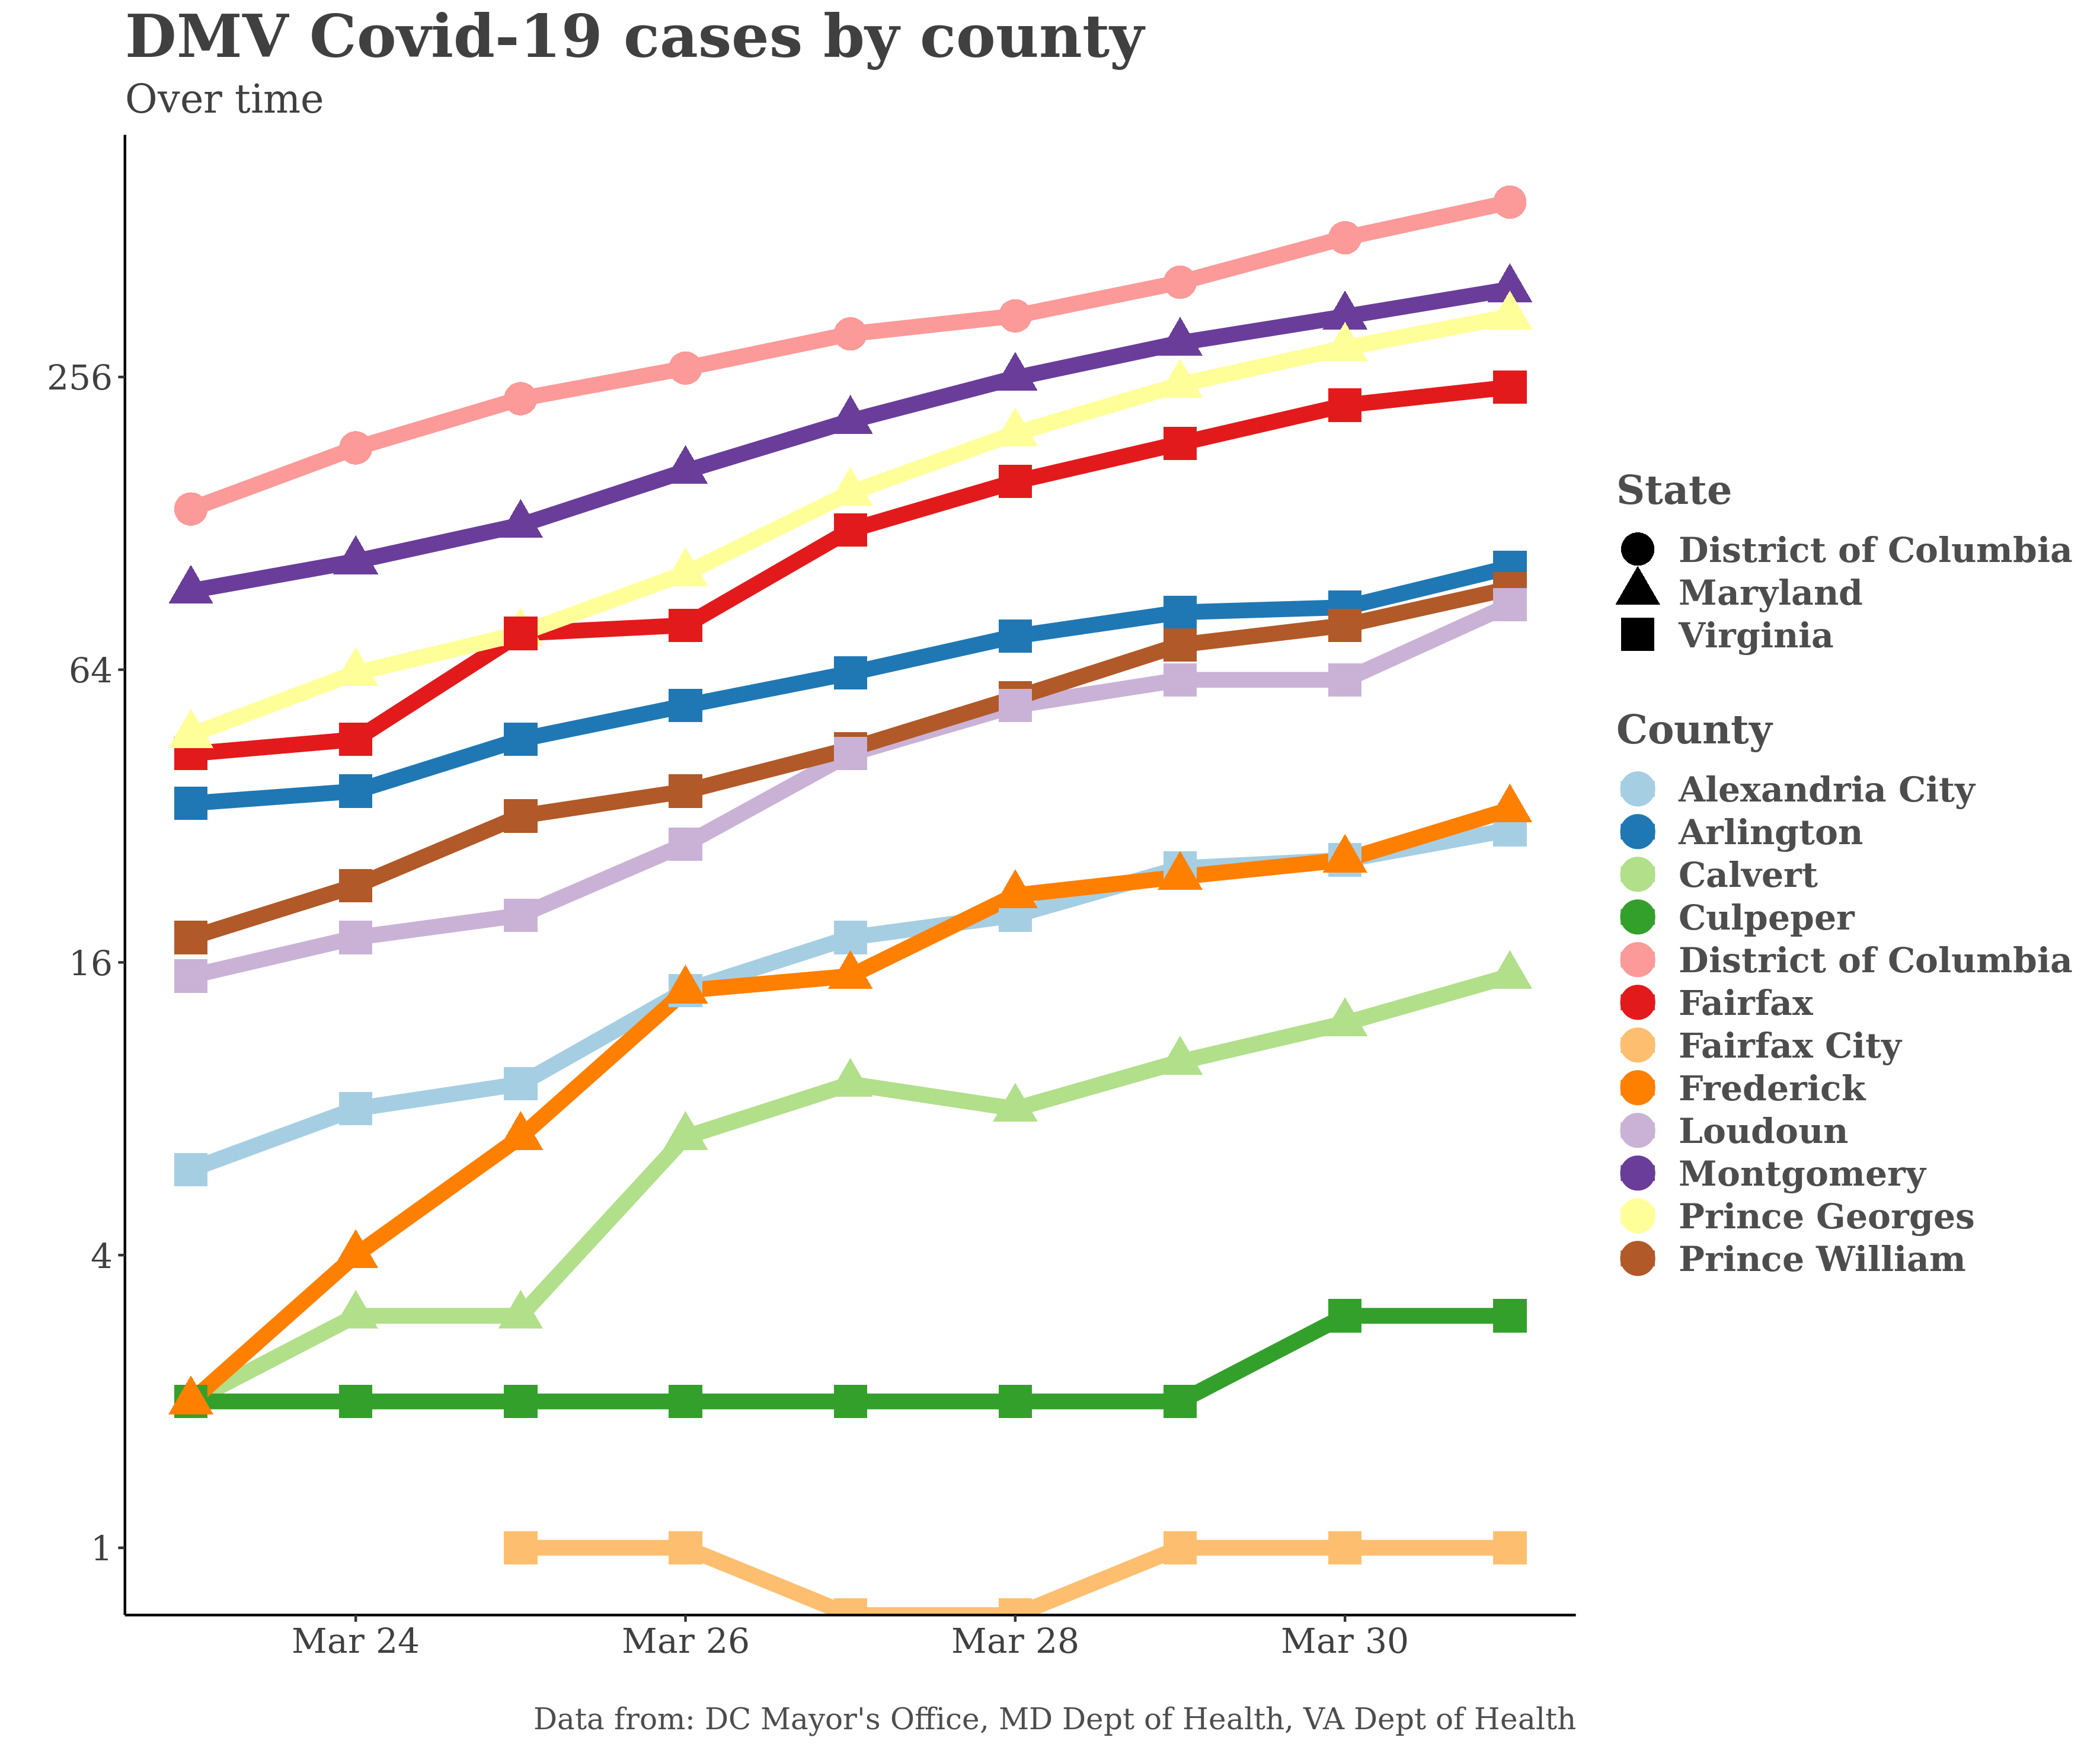 DMV Covid-19 cases by county
Over time
256
64
16
4
1
Mar 24
Mar 26
Mar 28
Mar 30
State
District of Columbia
Maryland
Virginia
County
Alexandria City
Arlington
Calvert
Culpeper
District of Columbia
Fairfax
Fairfax City
Frederick
Loudoun
Montgomery
Prince Georges
Prince William
Data from: DC Mayor's Office, MD Dept of Health, VA Dept of Health